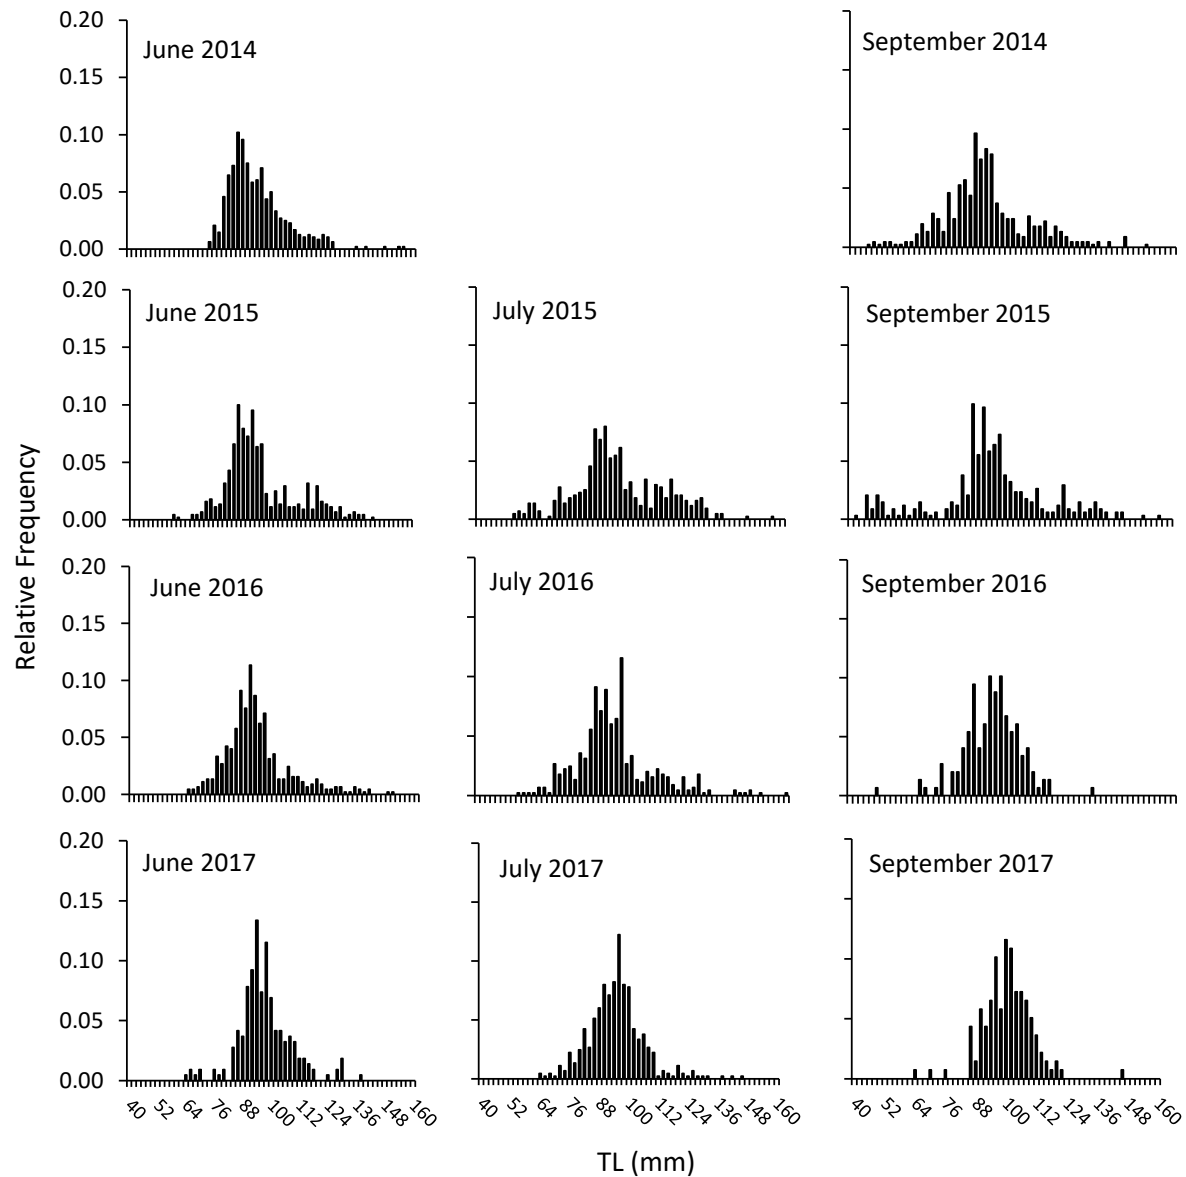 0.20
0.15
0.10
0.05
0.00
June 2014
September 2014
0.20
0.15
0.10
0.05
0.00
June 2015
July 2015
September 2015
Relative Frequency
0.20
0.15
0.10
0.05
0.00
June 2016
July 2016
September 2016
0.20
0.15
0.10
0.05
0.00
June 2017
July 2017
September 2017
40 52 64 76 88 100 112 124 136 148 160
40 52 64 76 88 100 112 124 136 148 160
40 52 64 76 88 100 112 124 136 148 160
TL (mm)